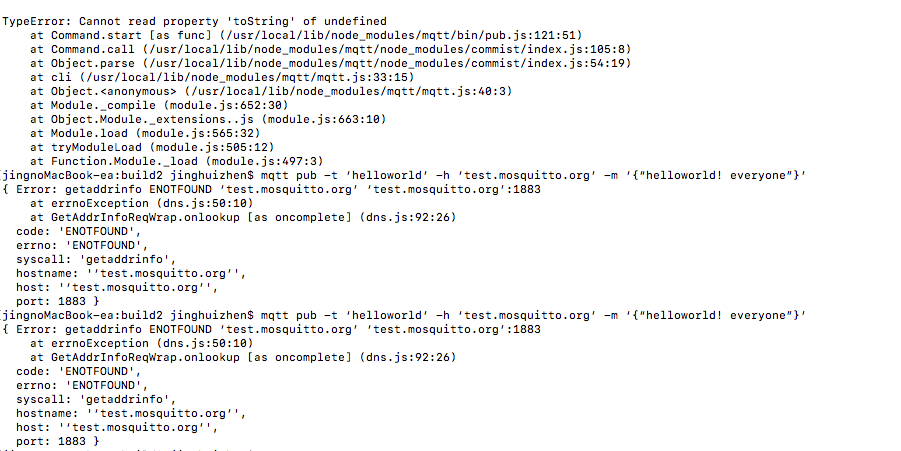 TypeError: Cannot read property 'toString' of undefined
    at Command.start [as func] (/usr/local/lib/node_modules/mqtt/bin/pub.js:121:51)
    at Command.call (/usr/local/lib/node_modules/mqtt/node_modules/commist/index.js:105:8)
    at Object.parse (/usr/local/lib/node_modules/mqtt/node_modules/commist/index.js:54:19)
    at cli (/usr/local/lib/node_modules/mqtt/mqtt.js:33:15)
    at Object.<anonymous> (/usr/local/lib/node_modules/mqtt/mqtt.js:40:3)
    at Module._compile (module.js:652:30)
    at Object.Module._extensions..js (module.js:663:10)
    at Module.load (module.js:565:32)
    at tryModuleLoad (module.js:505:12)
    at Function.Module._load (module.js:497:3)
[jingnoMacBook-ea:build2 jinghuizhen$ mqtt pub -t ‘helloworld’ -h ‘test.mosquitto.org’ -m ‘{“helloworld! everyone”}’
{ Error: getaddrinfo ENOTFOUND ‘test.mosquitto.org’ ‘test.mosquitto.org’:1883
    at errnoException (dns.js:50:10)
    at GetAddrInfoReqWrap.onlookup [as oncomplete] (dns.js:92:26)
  code: 'ENOTFOUND',
  errno: 'ENOTFOUND',
  syscall: 'getaddrinfo',
  hostname: '‘test.mosquitto.org’',
  host: '‘test.mosquitto.org’',
  port: 1883 }
[jingnoMacBook-ea:build2 jinghuizhen$ mqtt pub -t ‘helloworld’ -h ‘test.mosquitto.org’ -m ‘{“helloworld! everyone”}’
{ Error: getaddrinfo ENOTFOUND ‘test.mosquitto.org’ ‘test.mosquitto.org’:1883
    at errnoException (dns.js:50:10)
    at GetAddrInfoReqWrap.onlookup [as oncomplete] (dns.js:92:26)
  code: 'ENOTFOUND',
  errno: 'ENOTFOUND',
  syscall: 'getaddrinfo',
  hostname: '‘test.mosquitto.org’',
  host: '‘test.mosquitto.org’',
  port: 1883 }